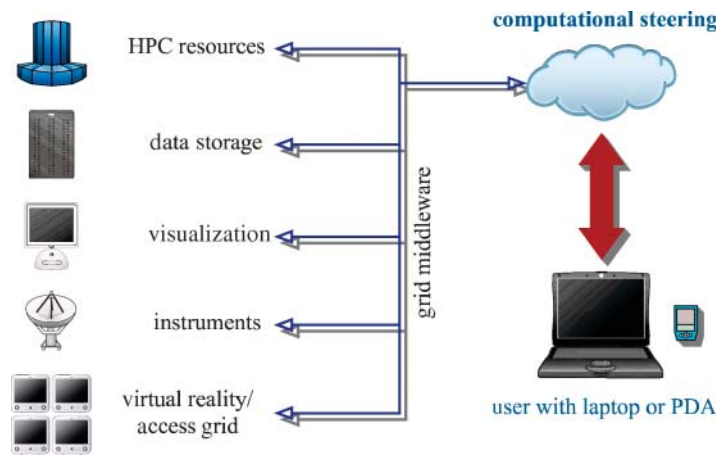 computational steering
HPC resources
data storage
visualization
grid middleware
instruments
virtual reality/
access grid
user with laptop or PDA